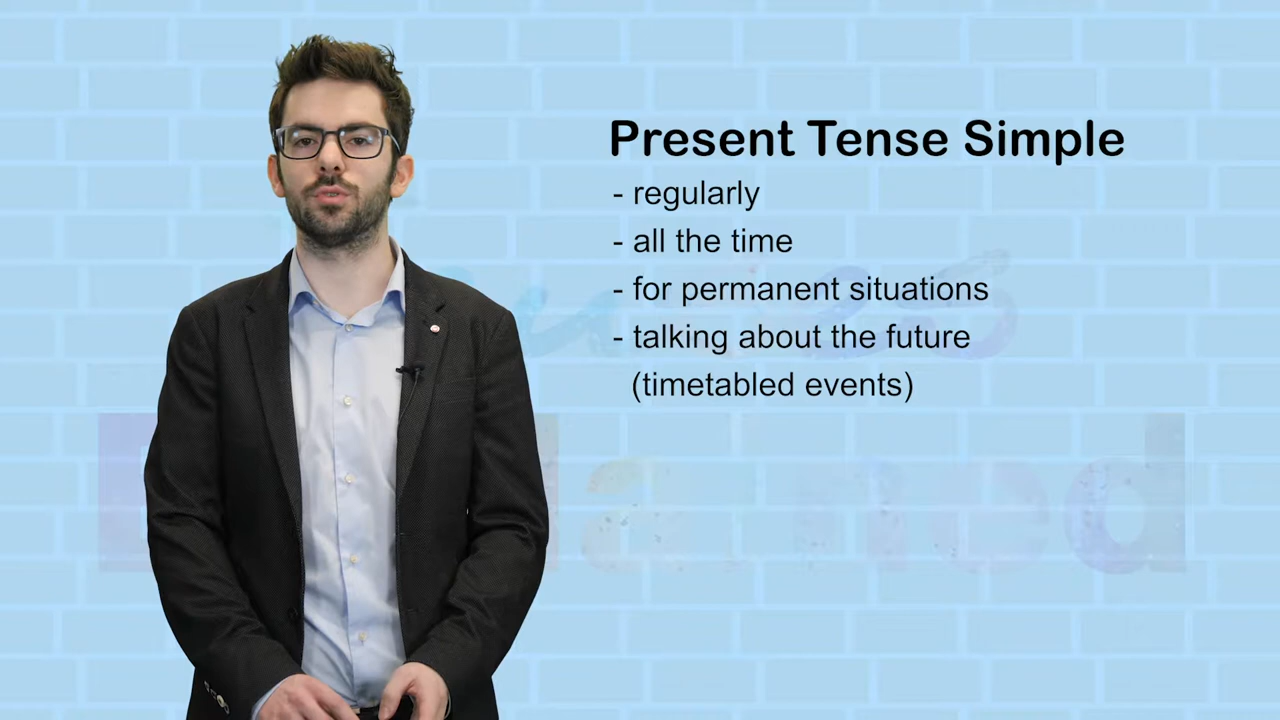 Present Tense Simple
- regularly
- all the time
- for permanent situations
- talking about the future
(timetabled events)